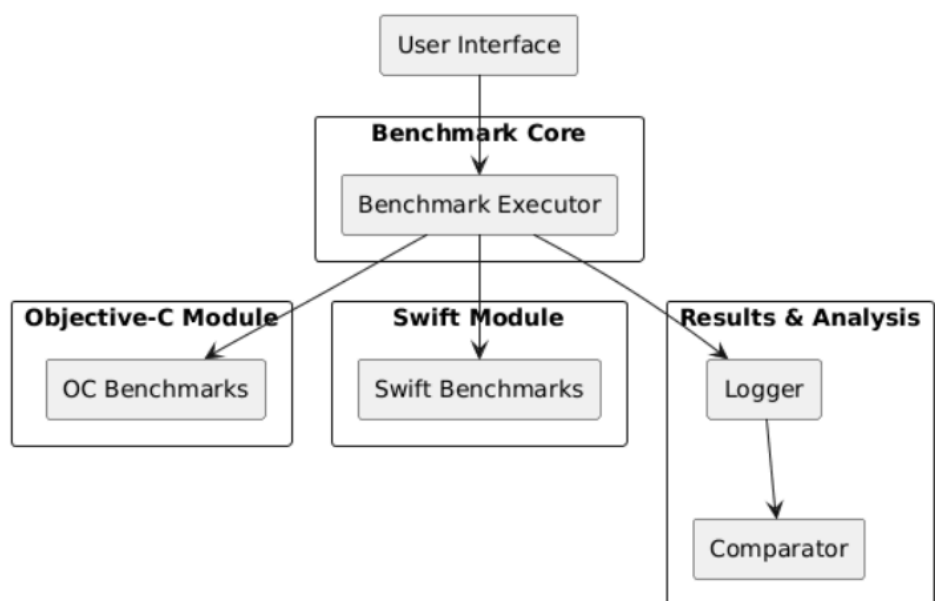 User Interface
Benchmark Core
Benchmark Executor
Objective-C Module
Swift Module
Results & Analysis
OC Benchmarks
Swift Benchmarks
Logger
Comparator